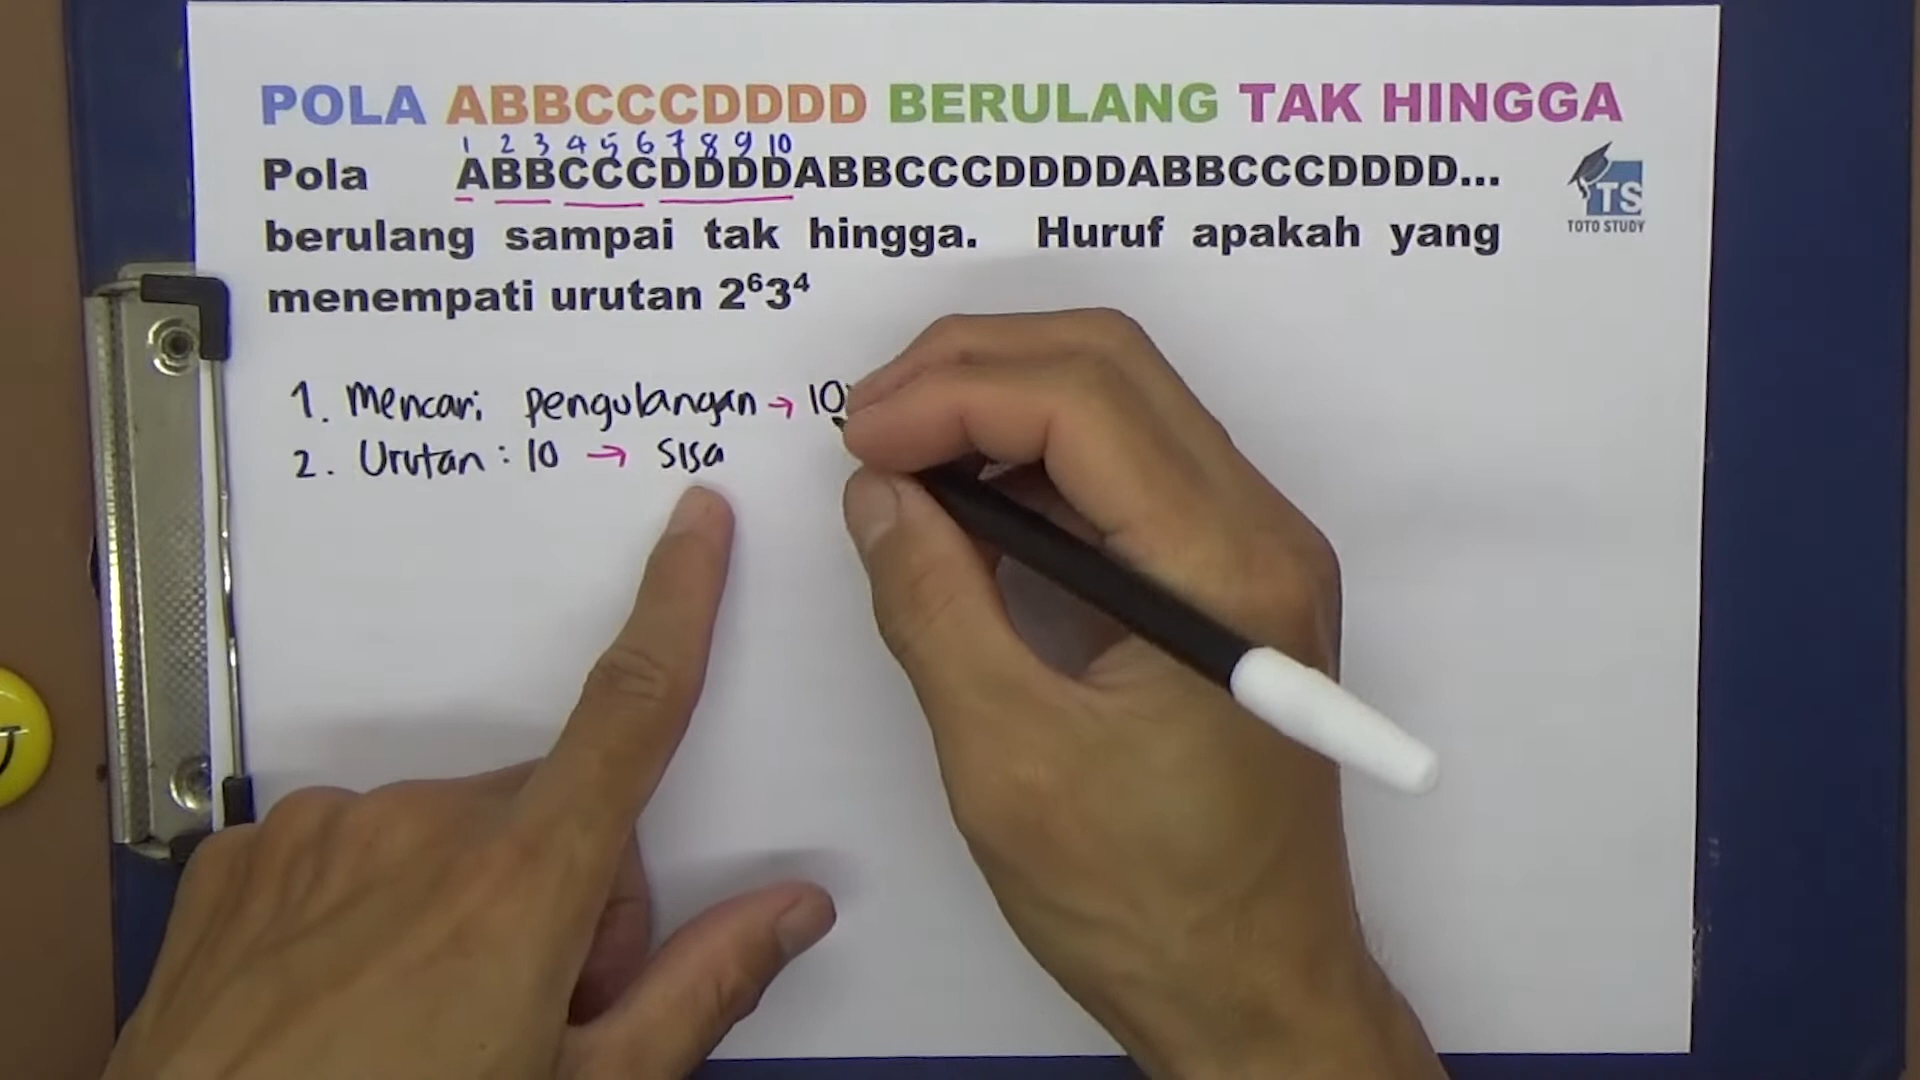 POLA ABBCCCDDDD BERULANG TAK HINGGA
1 2 3 4 5 6 7 8 9 10
Pola ABBCCCDDDDABBCCCDDDDABBCCCDDDD...
berulang sampai tak hingga. Huruf apakah yang
menempati urutan 2⁶3⁴
TS
TOTO STUDY
1. Mencari pengulangan → 10
2. Urutan : 10 → sisa